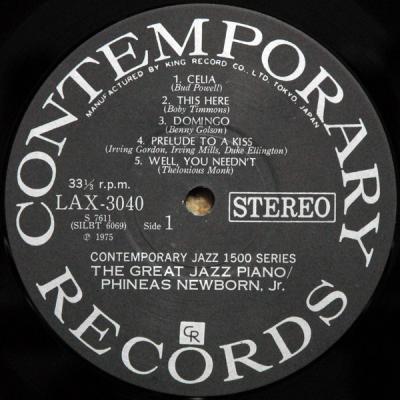 CONTEMPORARY
MANUFACTURED BY KING RECORD CO., LTD, TOKYO, JAPAN
1. CELIA
(Bud Powell)
2. THIS HERE
(Boby Timmons)
3. DOMINGO
(Benny Golson)
4. PRELUDE TO A KISS
(Irving Gordon, Irving Mills, Duke Ellington)
5. WELL, YOU NEEDN'T
(Thelonious Monk)
33⅓ r.p.m.
LAX-3040
S 7611
(SILBT 6069)
Side 1
℗ 1975
STEREO
CONTEMPORARY JAZZ 1500 SERIES
THE GREAT JAZZ PIANO/
PHINEAS NEWBORN, Jr.
CR
RECORDS